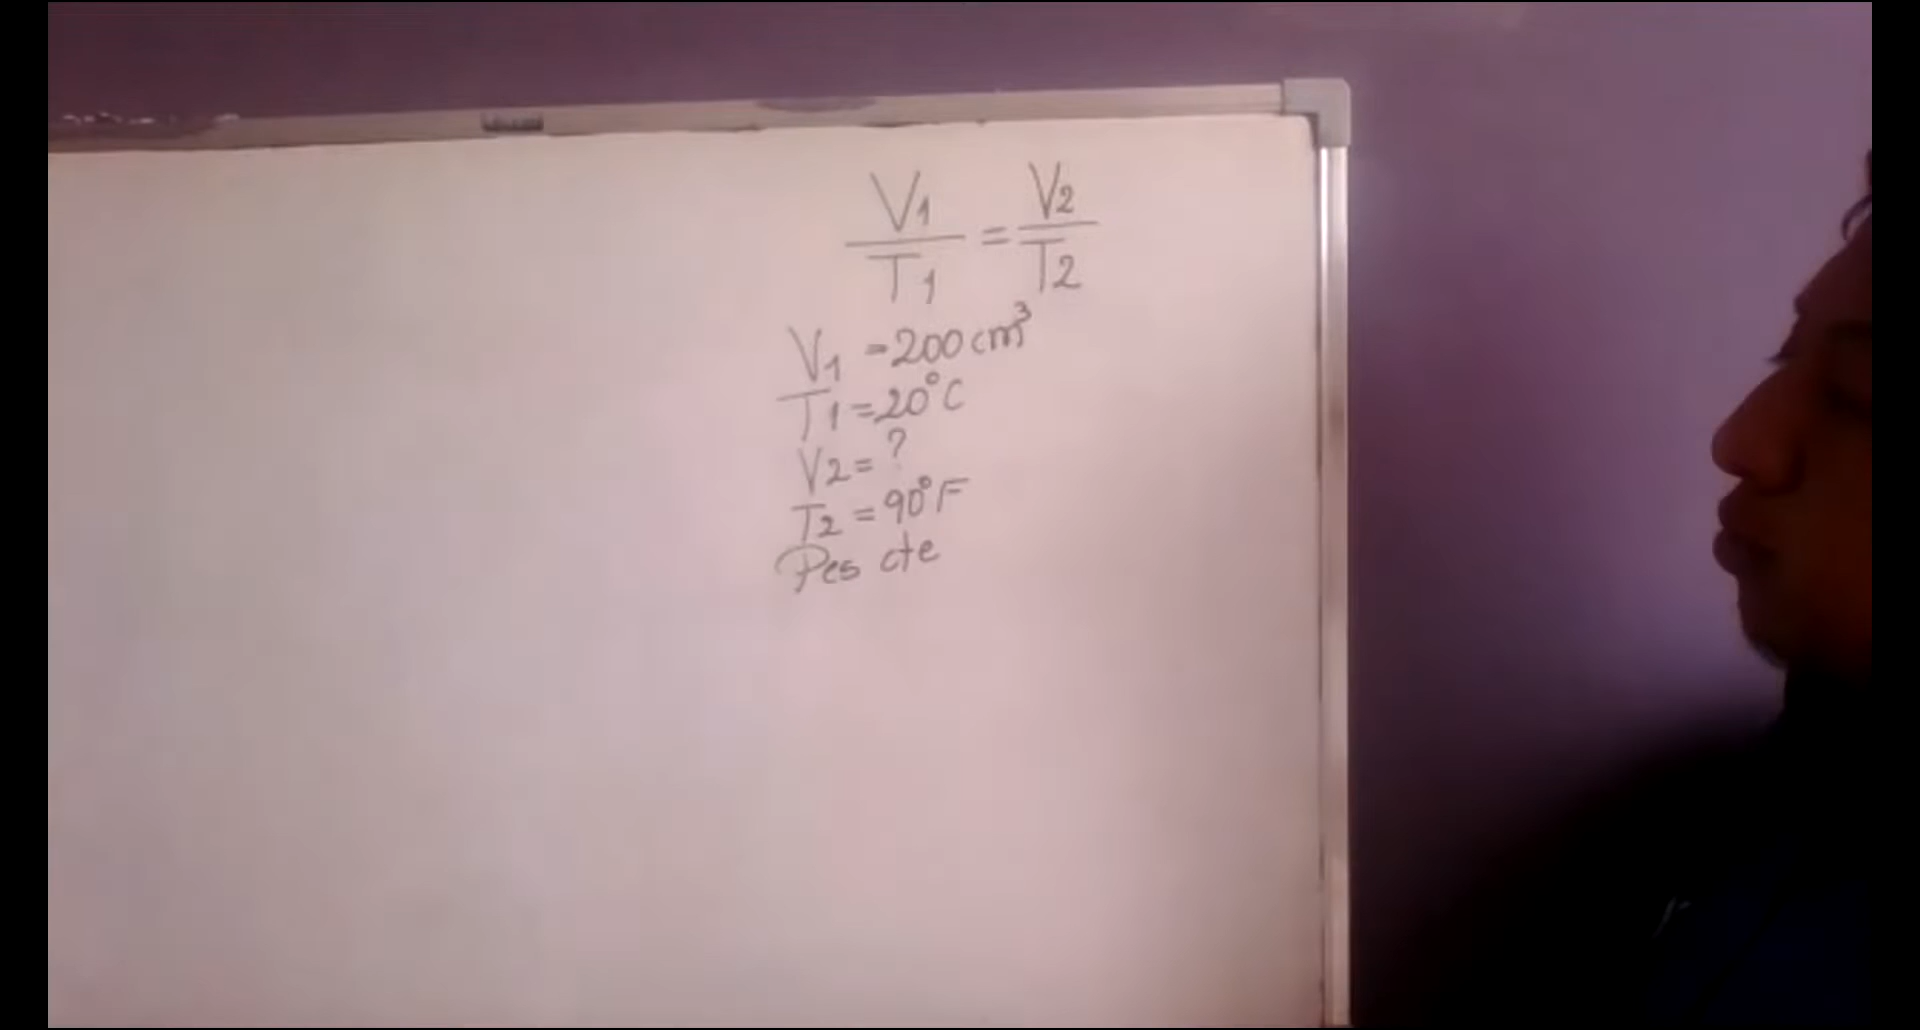 V1/T1 = V2/T2
V1 = 200 cm³
T1 = 20°C
V2 = ?
T2 = 90°F
P es cte